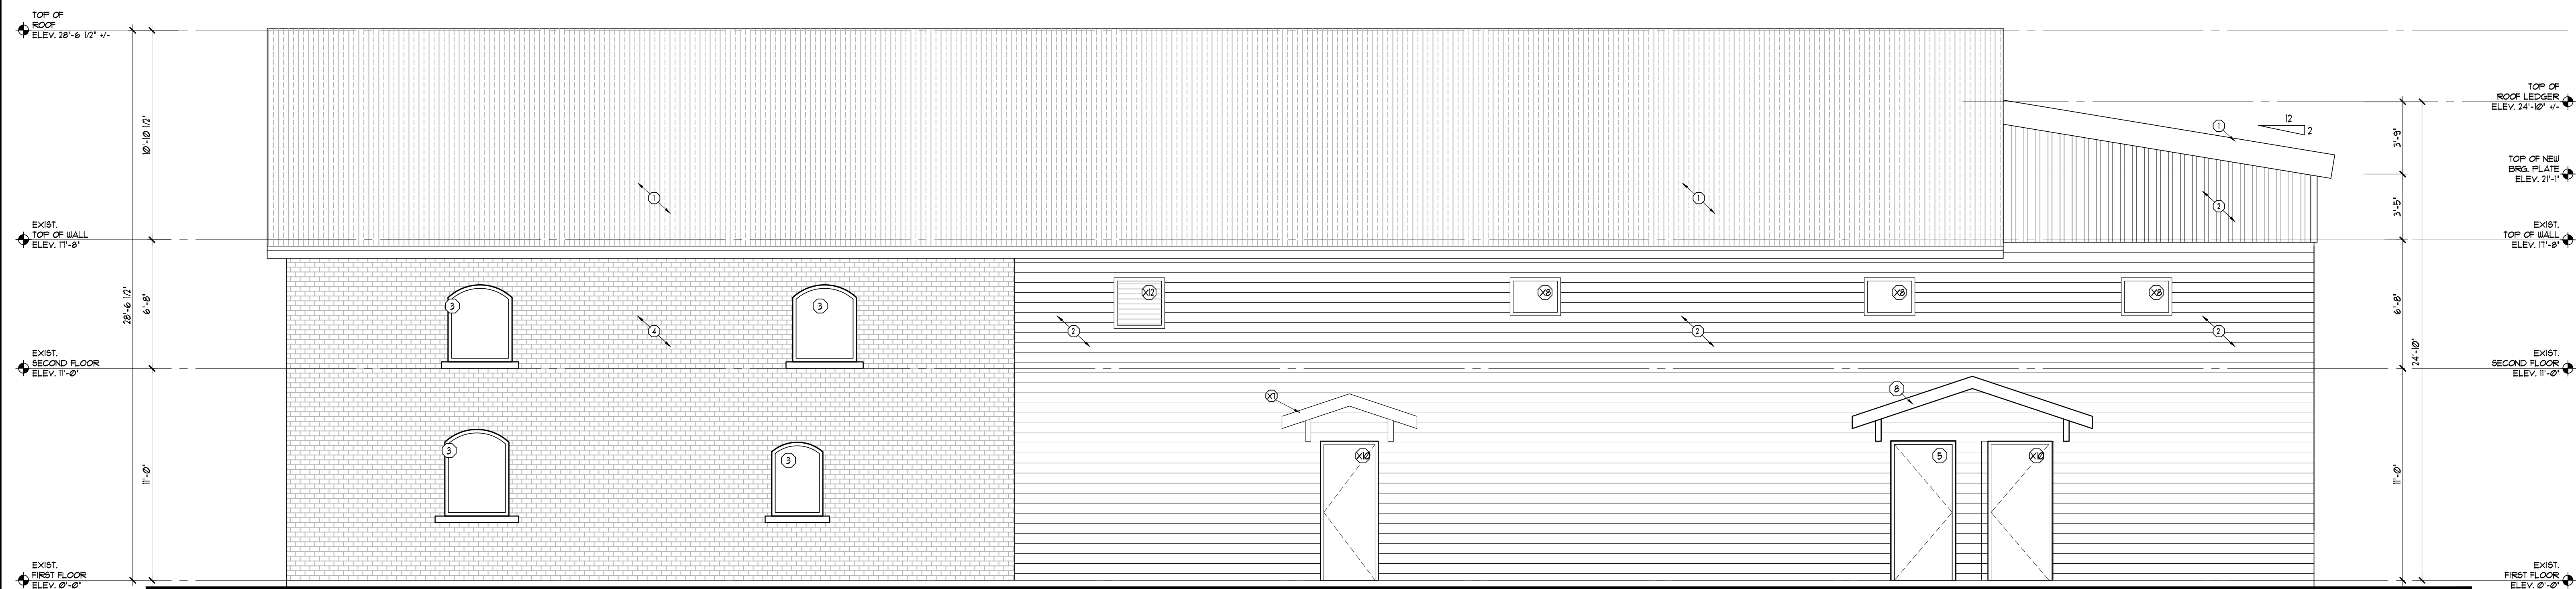 TOP OF
ROOF
ELEV. 28'-6 1/2" +/-
EXIST.
TOP OF WALL
ELEV. 17'-8"
EXIST.
SECOND FLOOR
ELEV. 11'-0"
EXIST.
FIRST FLOOR
ELEV. 0'-0"
28'-6 1/2"
10'-10 1/2"
6'-8"
11'-0"
1
1
1
12
2
2
3
3
4
X12
X8
X8
X8
2
2
2
X7
8
3
3
X10
5
X10
3'-9"
3'-5"
6'-8"
11'-0"
24'-10"
TOP OF
ROOF LEDGER
ELEV. 24'-10" +/-
TOP OF NEW
BRG. PLATE
ELEV. 21'-1"
EXIST.
TOP OF WALL
ELEV. 17'-8"
EXIST.
SECOND FLOOR
ELEV. 11'-0"
EXIST.
FIRST FLOOR
ELEV. 0'-0"